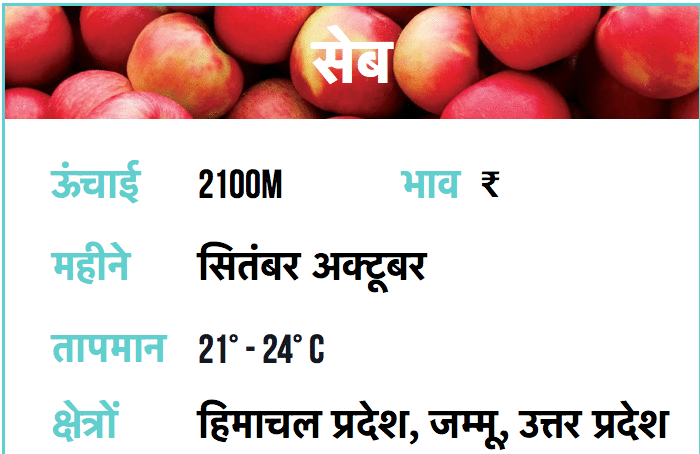 सेब
ऊंचाई 2100M भाव ₹
महीने सितंबर अक्टूबर
तापमान 21° - 24° C
क्षेत्रों हिमाचल प्रदेश, जम्मू, उत्तर प्रदेश